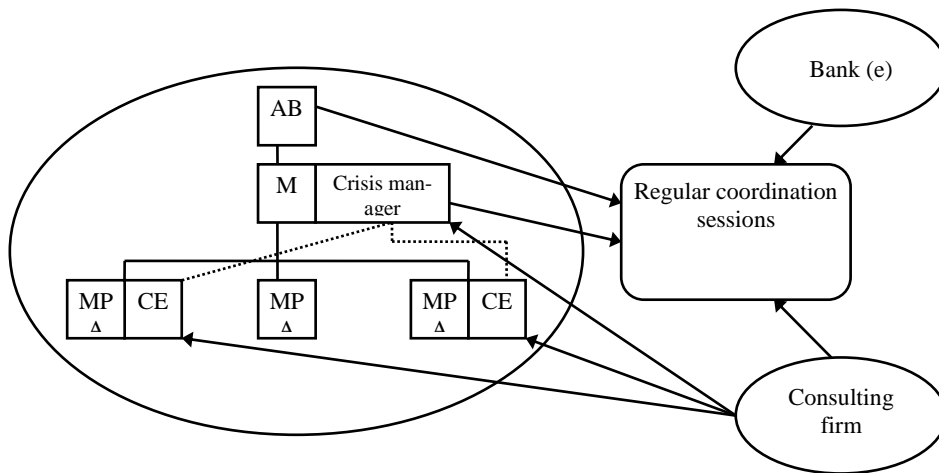 Bank (e)
AB
M
Crisis man-
ager
Regular coordination
sessions
MP
Δ
CE
MP
Δ
MP
Δ
CE
Consulting
firm